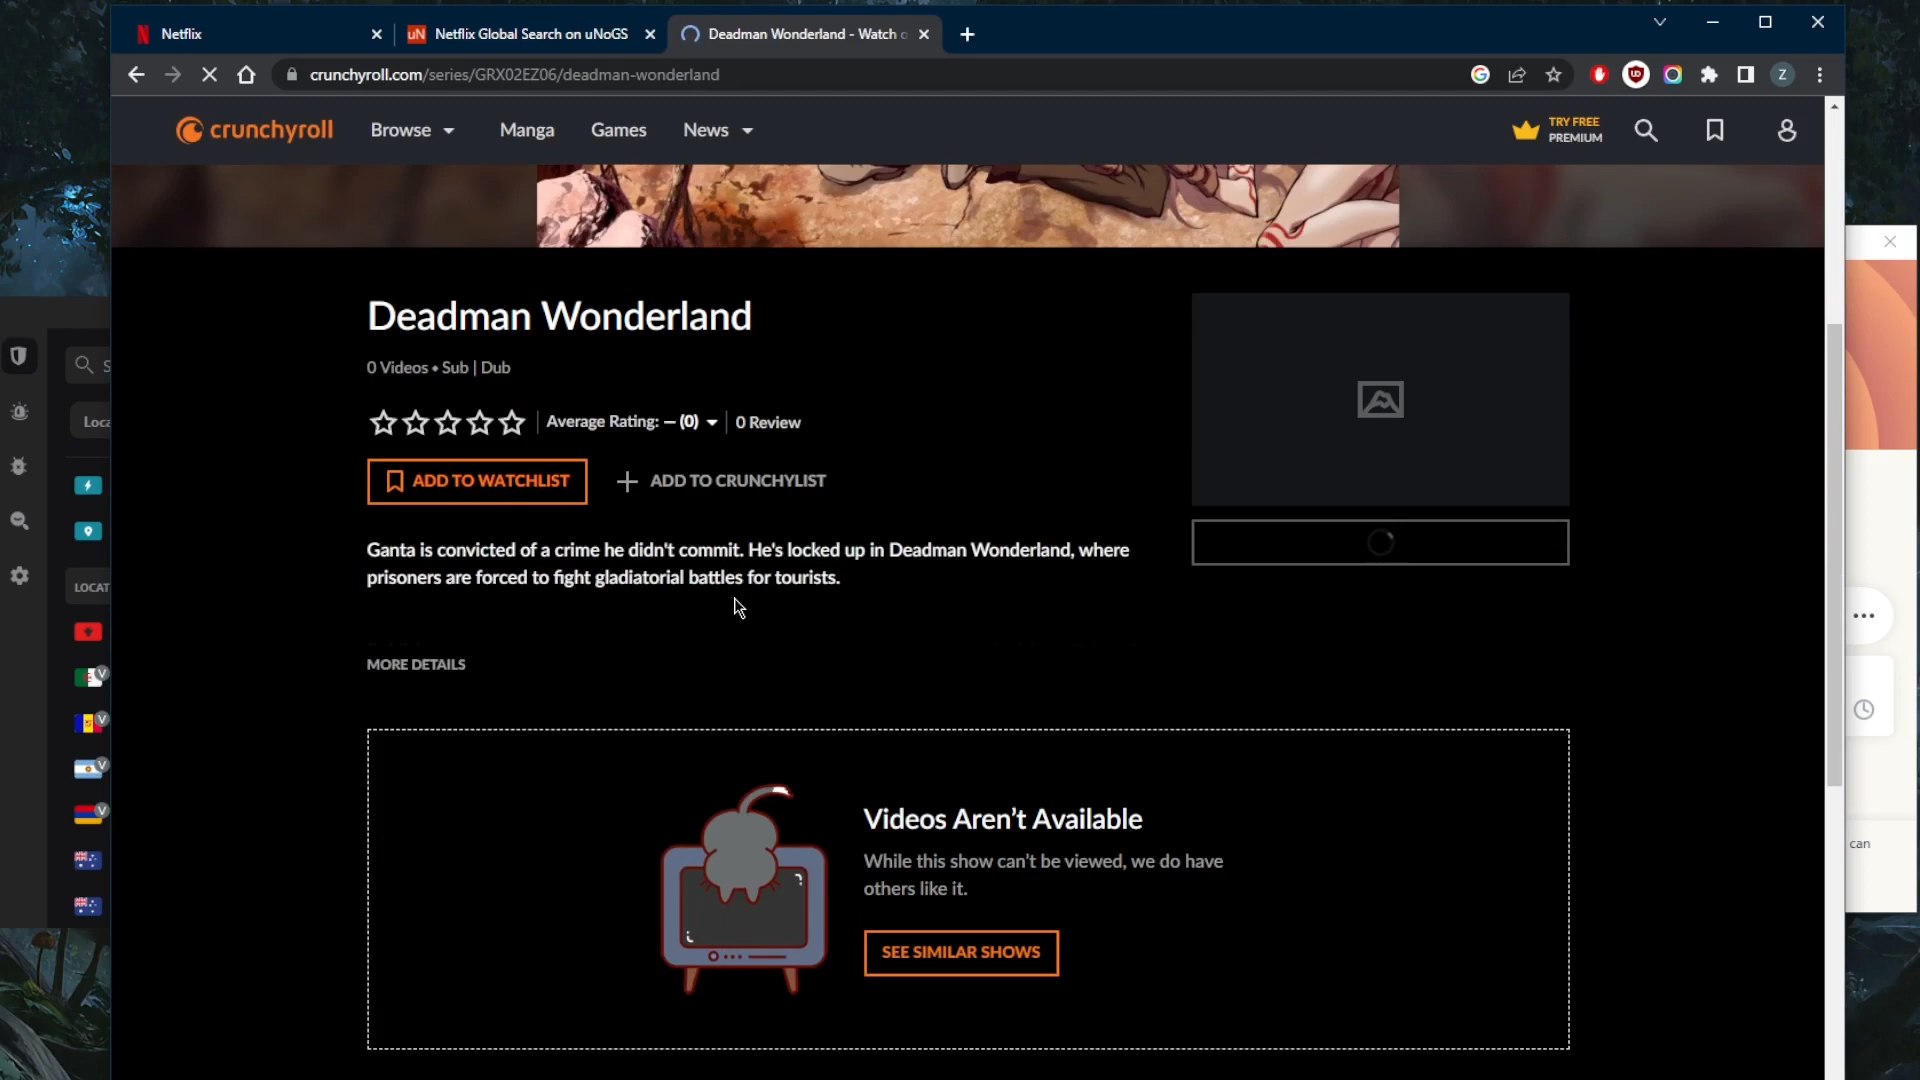 Netflix
uN Netflix Global Search on uNoGS
Deadman Wonderland - Watch o
crunchyroll.com/series/GRX02EZ06/deadman-wonderland
Z
crunchyroll
Browse
Manga
Games
News
TRY FREE
PREMIUM
Deadman Wonderland
0 Videos • Sub | Dub
Average Rating: – (0)
0 Review
ADD TO WATCHLIST
ADD TO CRUNCHYLIST
Ganta is convicted of a crime he didn't commit. He's locked up in Deadman Wonderland, where
prisoners are forced to fight gladiatorial battles for tourists.
MORE DETAILS
Videos Aren't Available
While this show can't be viewed, we do have
others like it.
SEE SIMILAR SHOWS
S
Loca
LOCAT
V
V
V
V
can